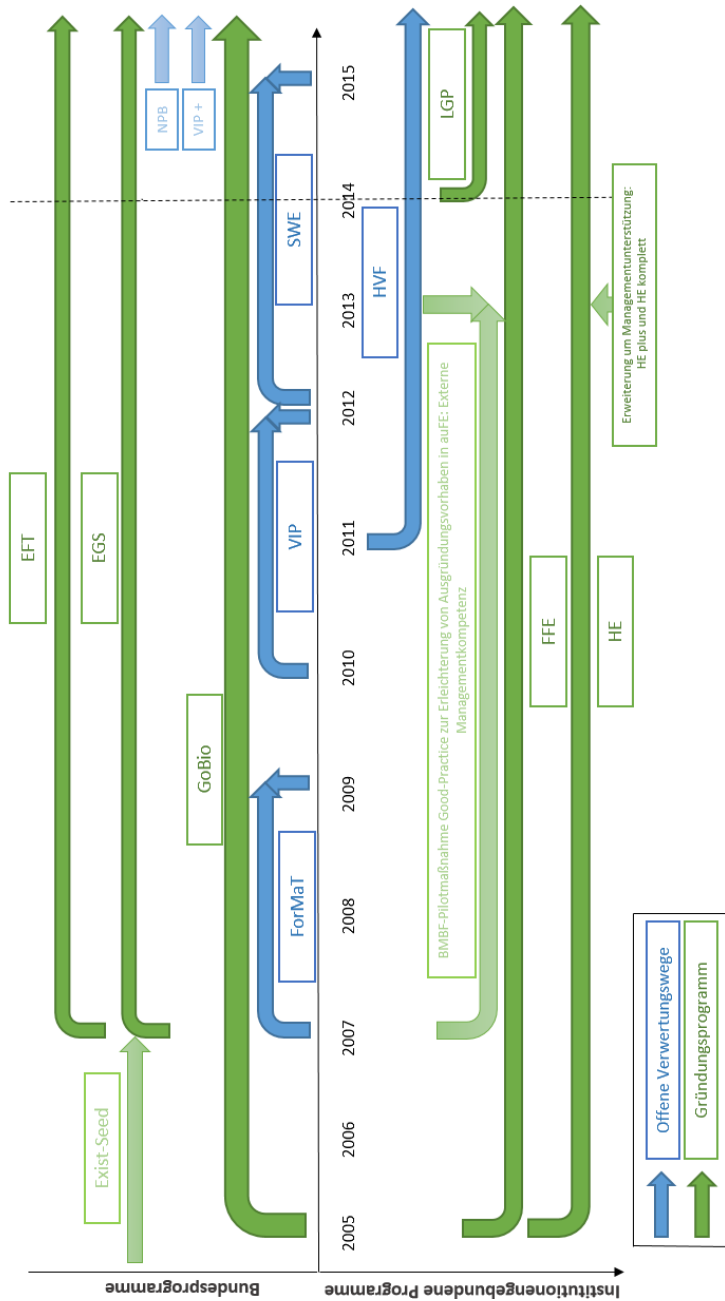 EFT
EGS
NPB
VIP +
Exist-Seed
GoBio
ForMaT
VIP
SWE
Bundesprogramme
2005
2006
2007
2008
2009
2010
2011
2012
2013
2014
2015
Institutionengebundene Programme
HVF
LGP
BMBF-Pilotmaßnahme Good-Practice zur Erleichterung von Ausgründungsvorhaben in auFE: Externe
Managementkompetenz
FFE
HE
Erweiterung um Managementunterstützung:
HE plus und HE komplett
Offene Verwertungswege
Gründungsprogramm